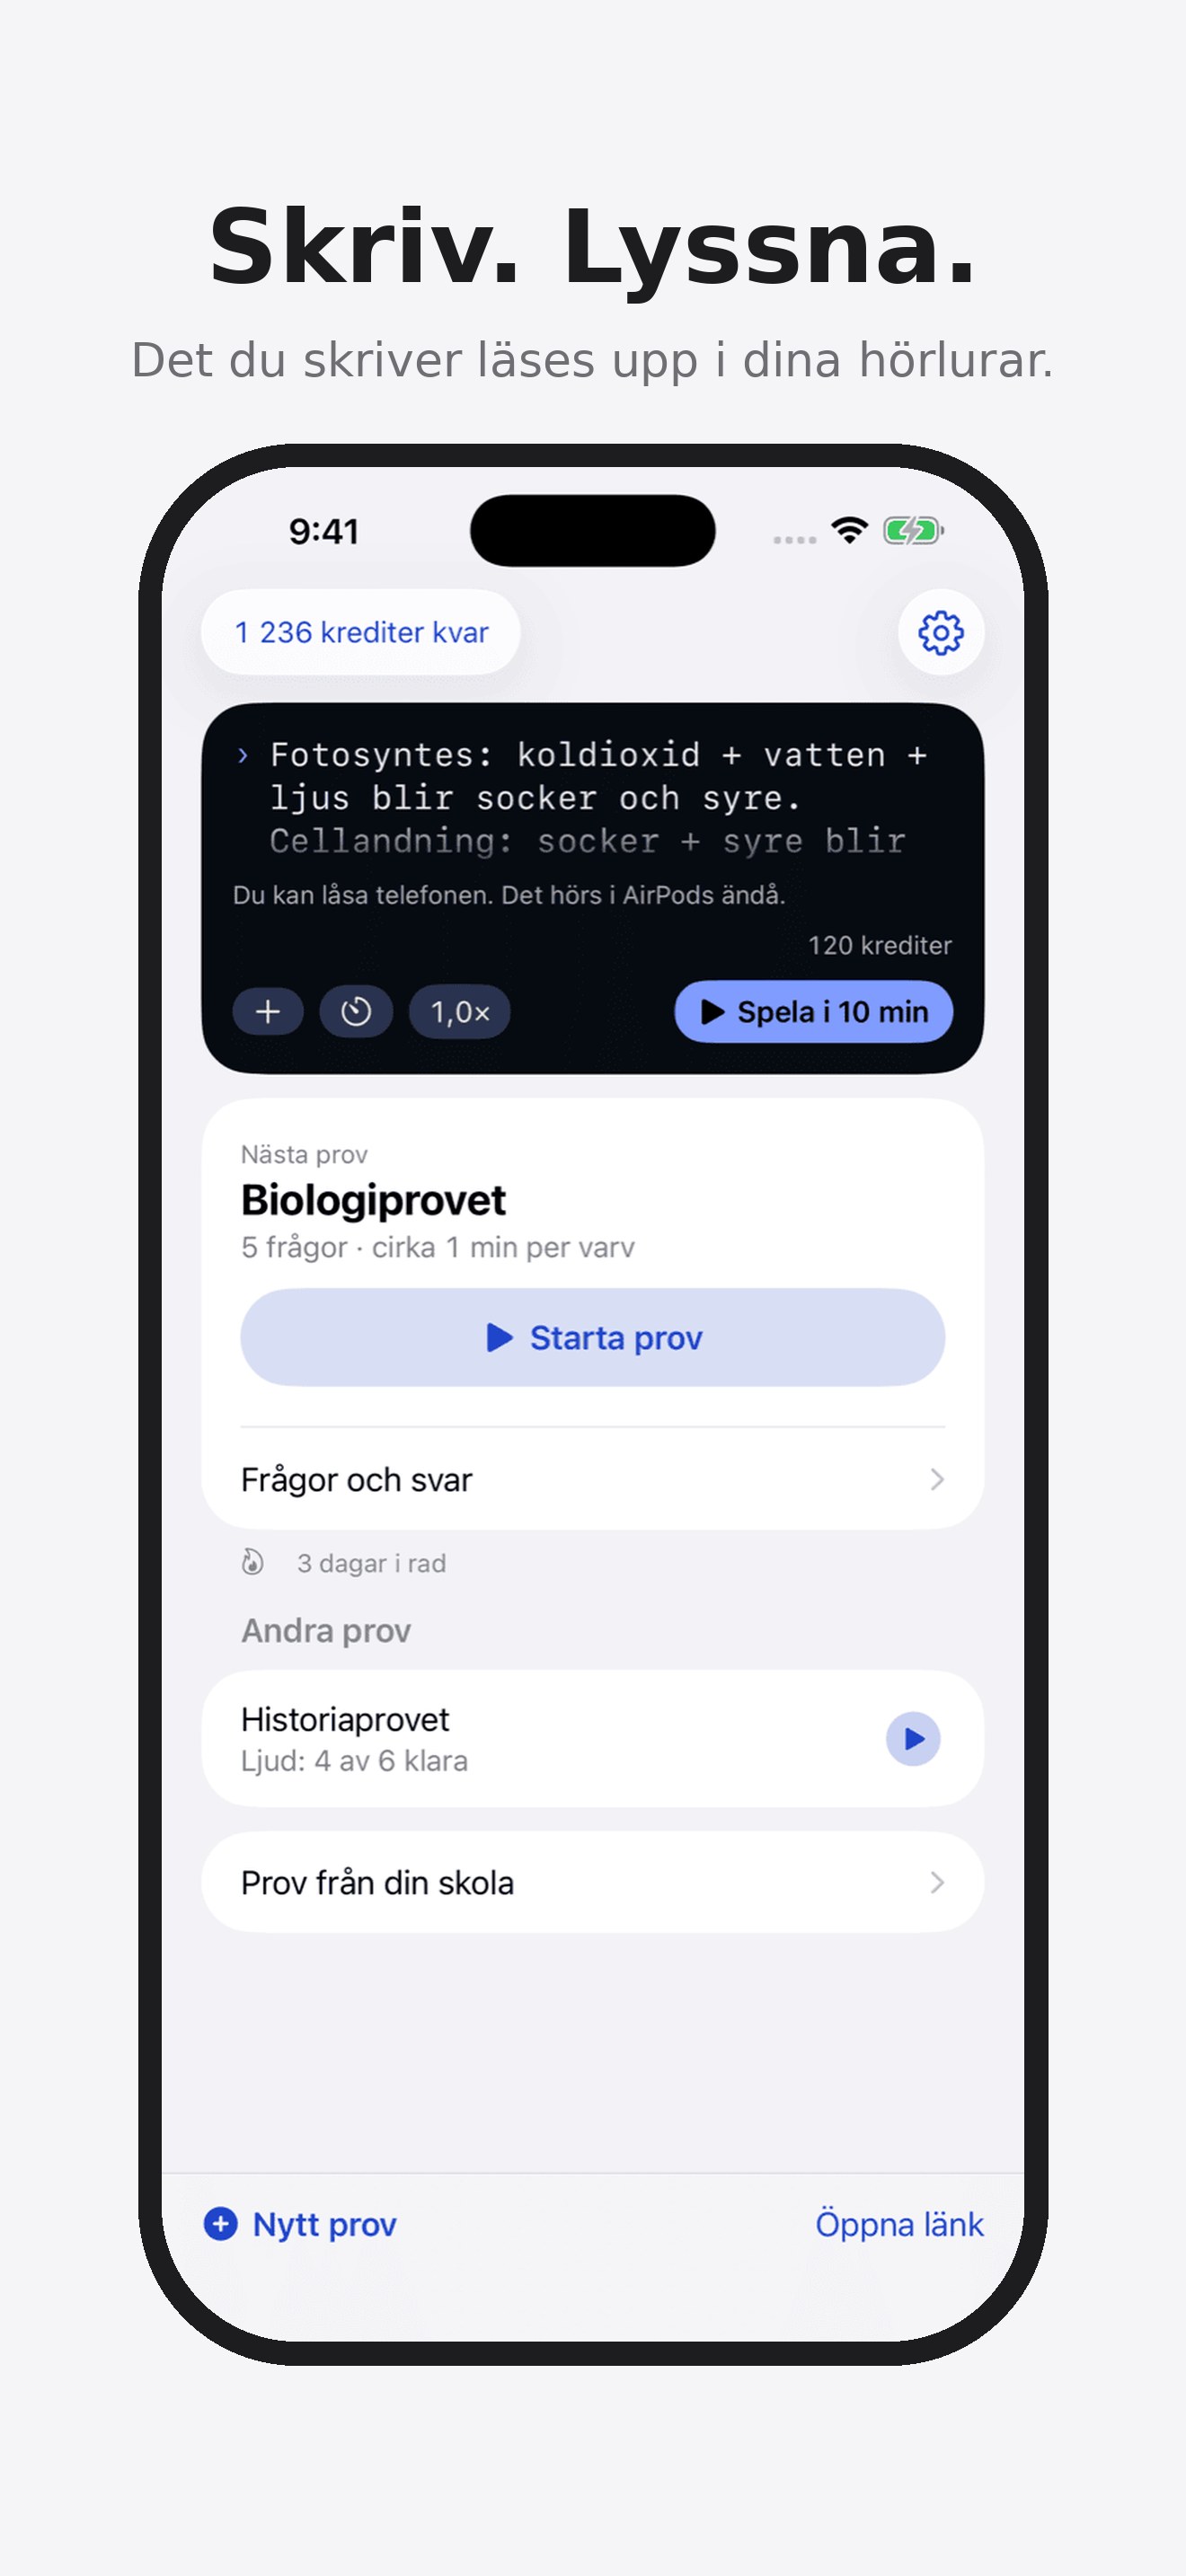 Skriv. Lyssna.
Det du skriver läses upp i dina hörlurar.
9:41
1 236 krediter kvar
› Fotosyntes: koldioxid + vatten +
ljus blir socker och syre.
Cellandning: socker + syre blir
Du kan låsa telefonen. Det hörs i AirPods ändå.
120 krediter
1,0×
Spela i 10 min
Nästa prov
Biologiprovet
5 frågor · cirka 1 min per varv
Starta prov
Frågor och svar
3 dagar i rad
Andra prov
Historiaprovet
Ljud: 4 av 6 klara
Prov från din skola
Nytt prov
Öppna länk